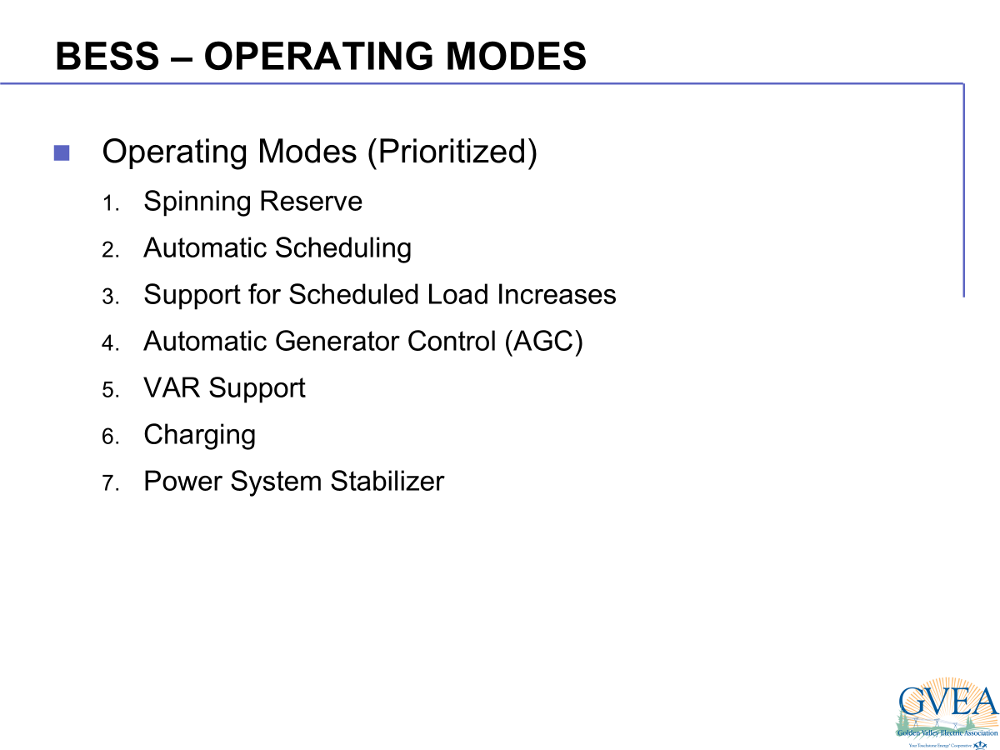 BESS – OPERATING MODES
Operating Modes (Prioritized)
1. Spinning Reserve
2. Automatic Scheduling
3. Support for Scheduled Load Increases
4. Automatic Generator Control (AGC)
5. VAR Support
6. Charging
7. Power System Stabilizer
GVEA
Golden Valley Electric Association
Your Touchstone Energy® Cooperative